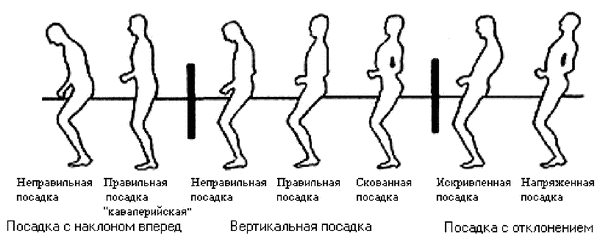 Неправильная посадка
Правильная посадка "кавалерийская"
Неправильная посадка
Правильная посадка
Скованная посадка
Искривленная посадка
Напряженная посадка
Посадка с наклоном вперед
Вертикальная посадка
Посадка с отклонением